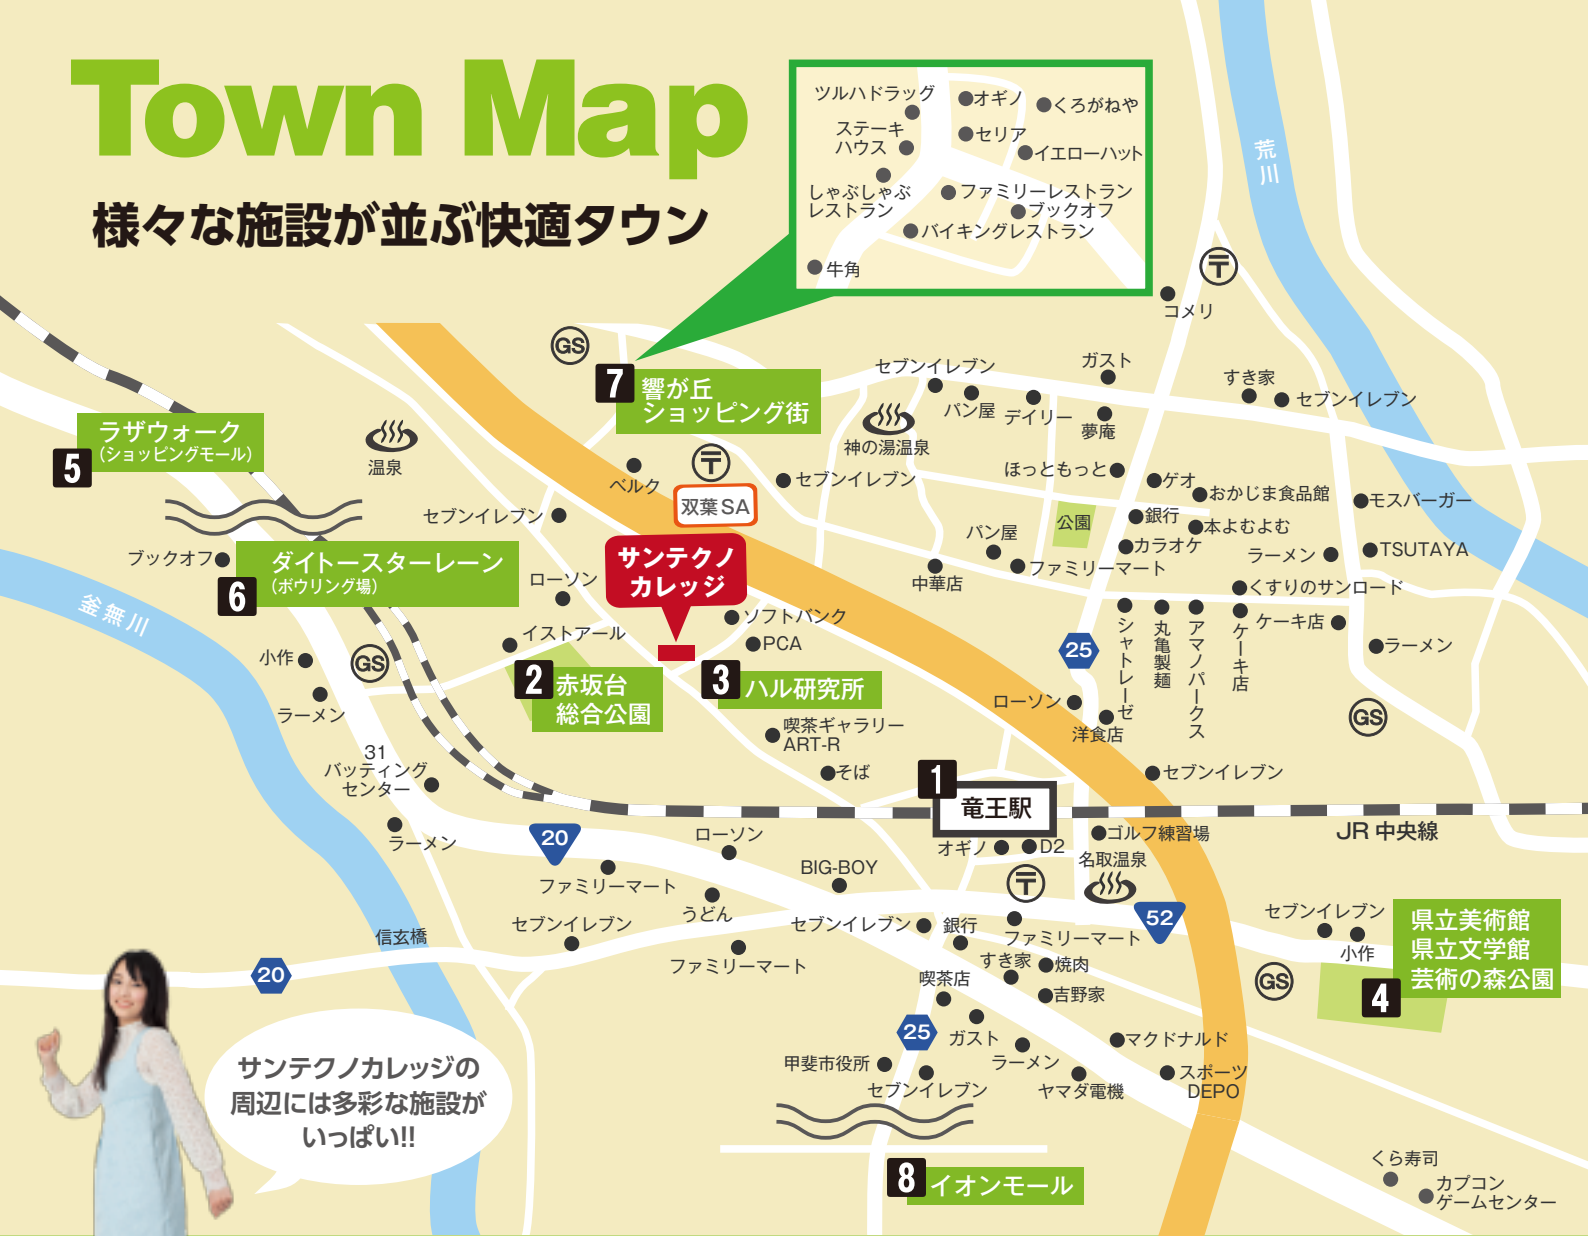 Town Map
様々な施設が並ぶ快適タウン
ツルハドラッグ
オギノ
くろがねや
ステーキ
ハウス
セリア
イエローハット
しゃぶしゃぶ
レストラン
ファミリーレストラン
ブックオフ
バイキングレストラン
牛角
荒川
コメリ
GS
7
響が丘
ショッピング街
セブンイレブン
パン屋
デイリー
ガスト
夢庵
すき家
セブンイレブン
5
ラザウォーク
(ショッピングモール)
温泉
神の湯温泉
ベルク
双葉SA
セブンイレブン
ほっともっと
ゲオ
おかじま食品館
モスバーガー
セブンイレブン
公園
銀行
本よむよむ
カラオケ
ラーメン
TSUTAYA
パン屋
ファミリーマート
中華店
くすりのサンロード
ブックオフ
6
ダイトースターレーン
(ボウリング場)
ローソン
サンテクノ
カレッジ
釜無川
イストアール
ソフトバンク
PCA
25
シャトレーゼ
丸亀製麺
アマノパークス
ケーキ店
ケーキ店
ラーメン
小作
GS
ラーメン
2
赤坂台
総合公園
3
ハル研究所
ローソン
洋食店
GS
喫茶ギャラリー
ART-R
そば
31
バッティング
センター
セブンイレブン
1
竜王駅
JR 中央線
ラーメン
20
ローソン
オギノ
D2
ゴルフ練習場
名取温泉
ファミリーマート
BIG-BOY
うどん
セブンイレブン
セブンイレブン
銀行
ファミリーマート
52
セブンイレブン
小作
4
県立美術館
県立文学館
芸術の森公園
信玄橋
20
ファミリーマート
すき家
焼肉
喫茶店
吉野家
GS
25
ガスト
ラーメン
マクドナルド
甲斐市役所
セブンイレブン
ヤマダ電機
スポーツ
DEPO
サンテクノカレッジの
周辺には多彩な施設が
いっぱい!!
8
イオンモール
くら寿司
カプコン
ゲームセンター